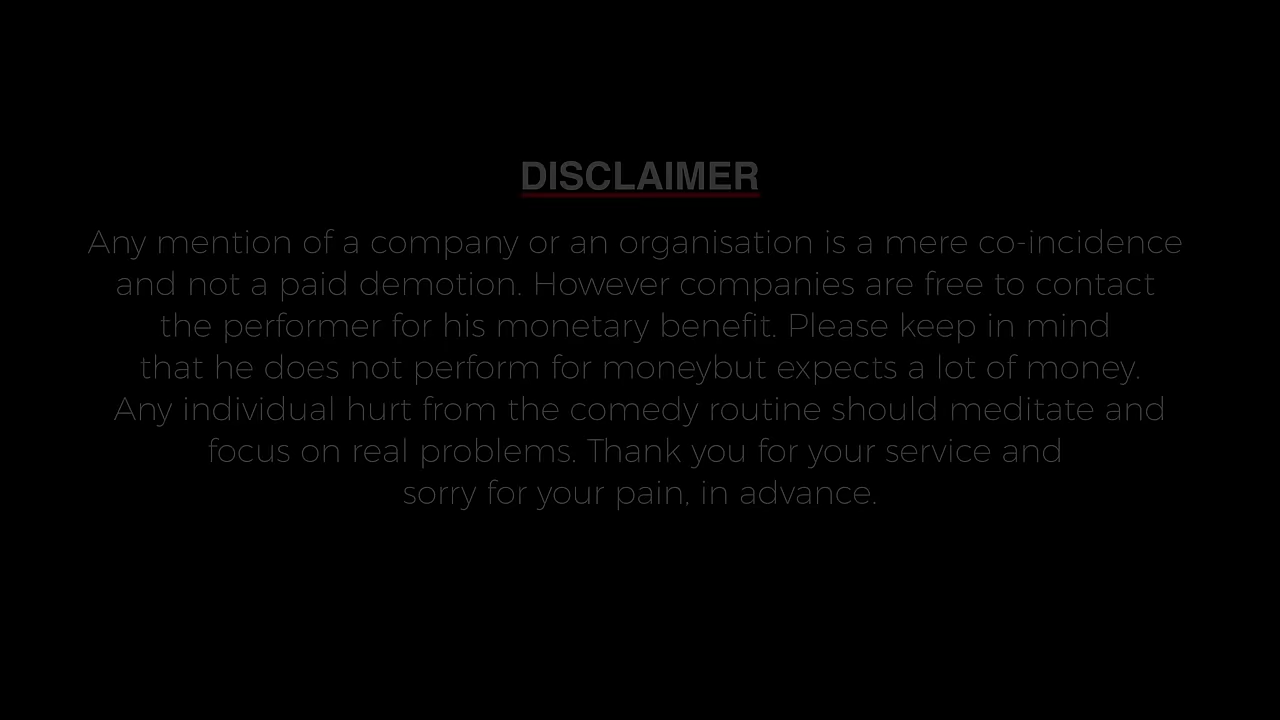 DISCLAIMER
Any mention of a company or an organisation is a mere co-incidence
and not a paid demotion. However companies are free to contact
the performer for his monetary benefit. Please keep in mind
that he does not perform for moneybut expects a lot of money.
Any individual hurt from the comedy routine should meditate and
focus on real problems. Thank you for your service and
sorry for your pain, in advance.